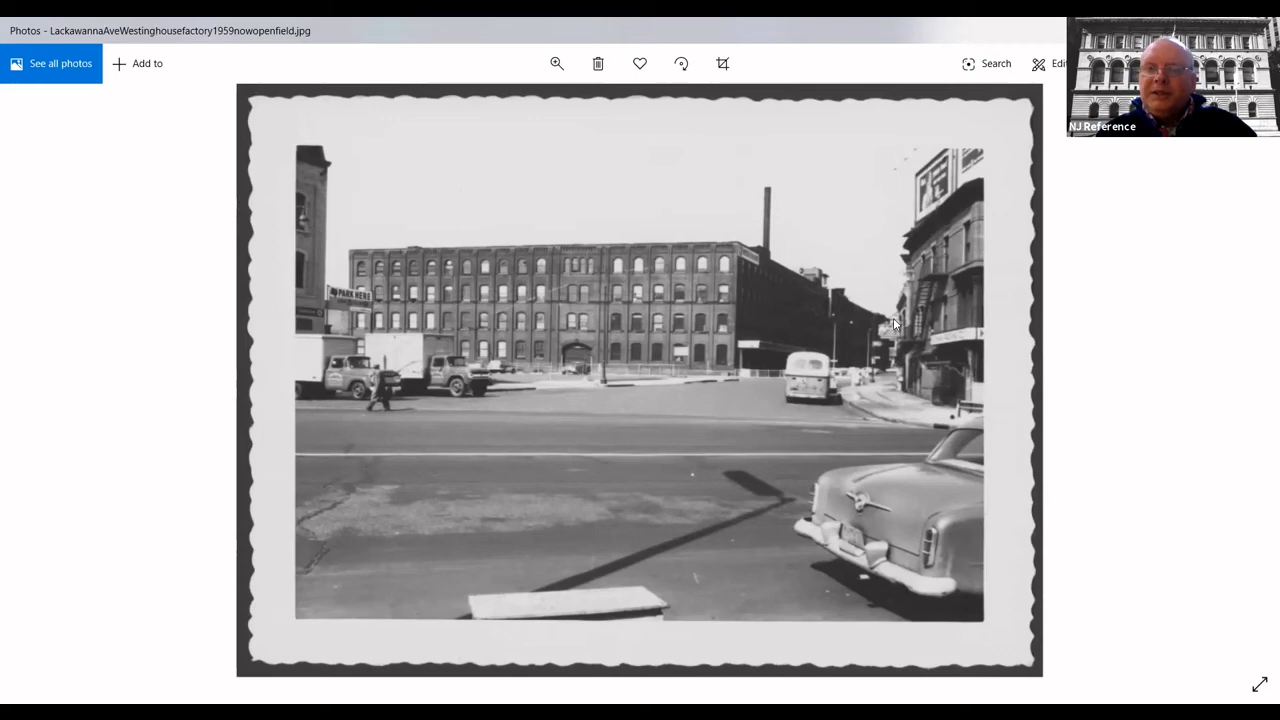 Photos - LackawannaAveWestinghousefactory1959nowopenfield.jpg
See all photos
Add to
Search
NJ Reference
PARK HERE